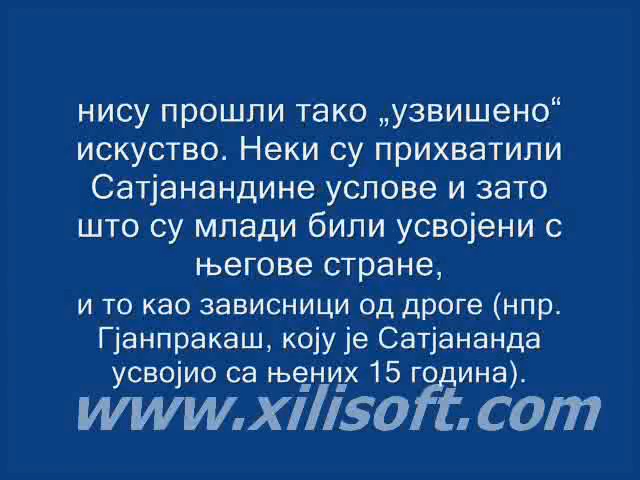 нису прошли тако „узвишено“
искуство. Неки су прихватили
Сатјанандине услове и зато
што су млади били усвојени с
његове стране,
и то као зависници од дроге (нпр.
Гјанпракаш, коју је Сатјананда
усвојио са њених 15 година).
www.xilisoft.com